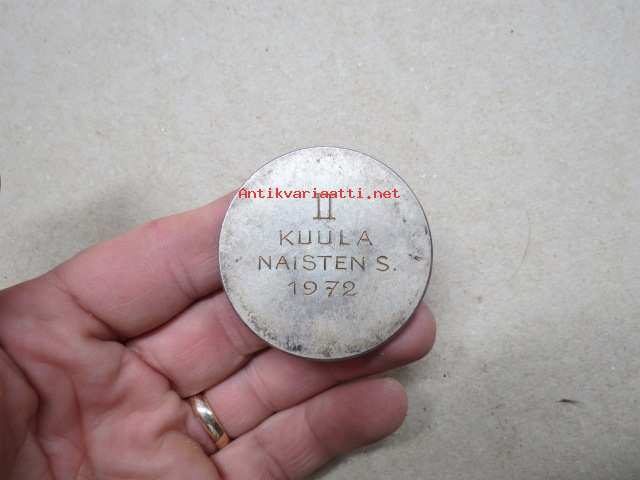 Antikvariaatti.net
II
KUULA
NAISTEN S.
1972